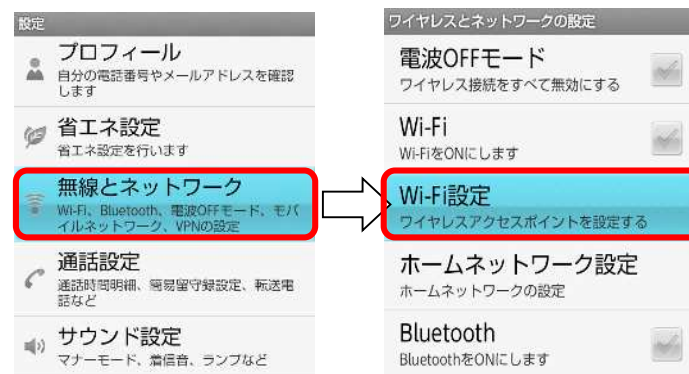 設定
プロフィール
自分の電話番号やメールアドレスを確認
します
省エネ設定
省エネ設定を行います
無線とネットワーク
Wi-Fi、Bluetooth、電波OFFモード、モバ
イルネットワーク、VPNの設定
通話設定
通話時間明細、簡易留守録設定、転送電
話など
サウンド設定
マナーモード、着信音、ランプなど
ワイヤレスとネットワークの設定
電波OFFモード
ワイヤレス接続をすべて無効にする
Wi-Fi
Wi-FiをONにします
Wi-Fi設定
ワイヤレスアクセスポイントを設定する
ホームネットワーク設定
ホームネットワークの設定
Bluetooth
BluetoothをONにします